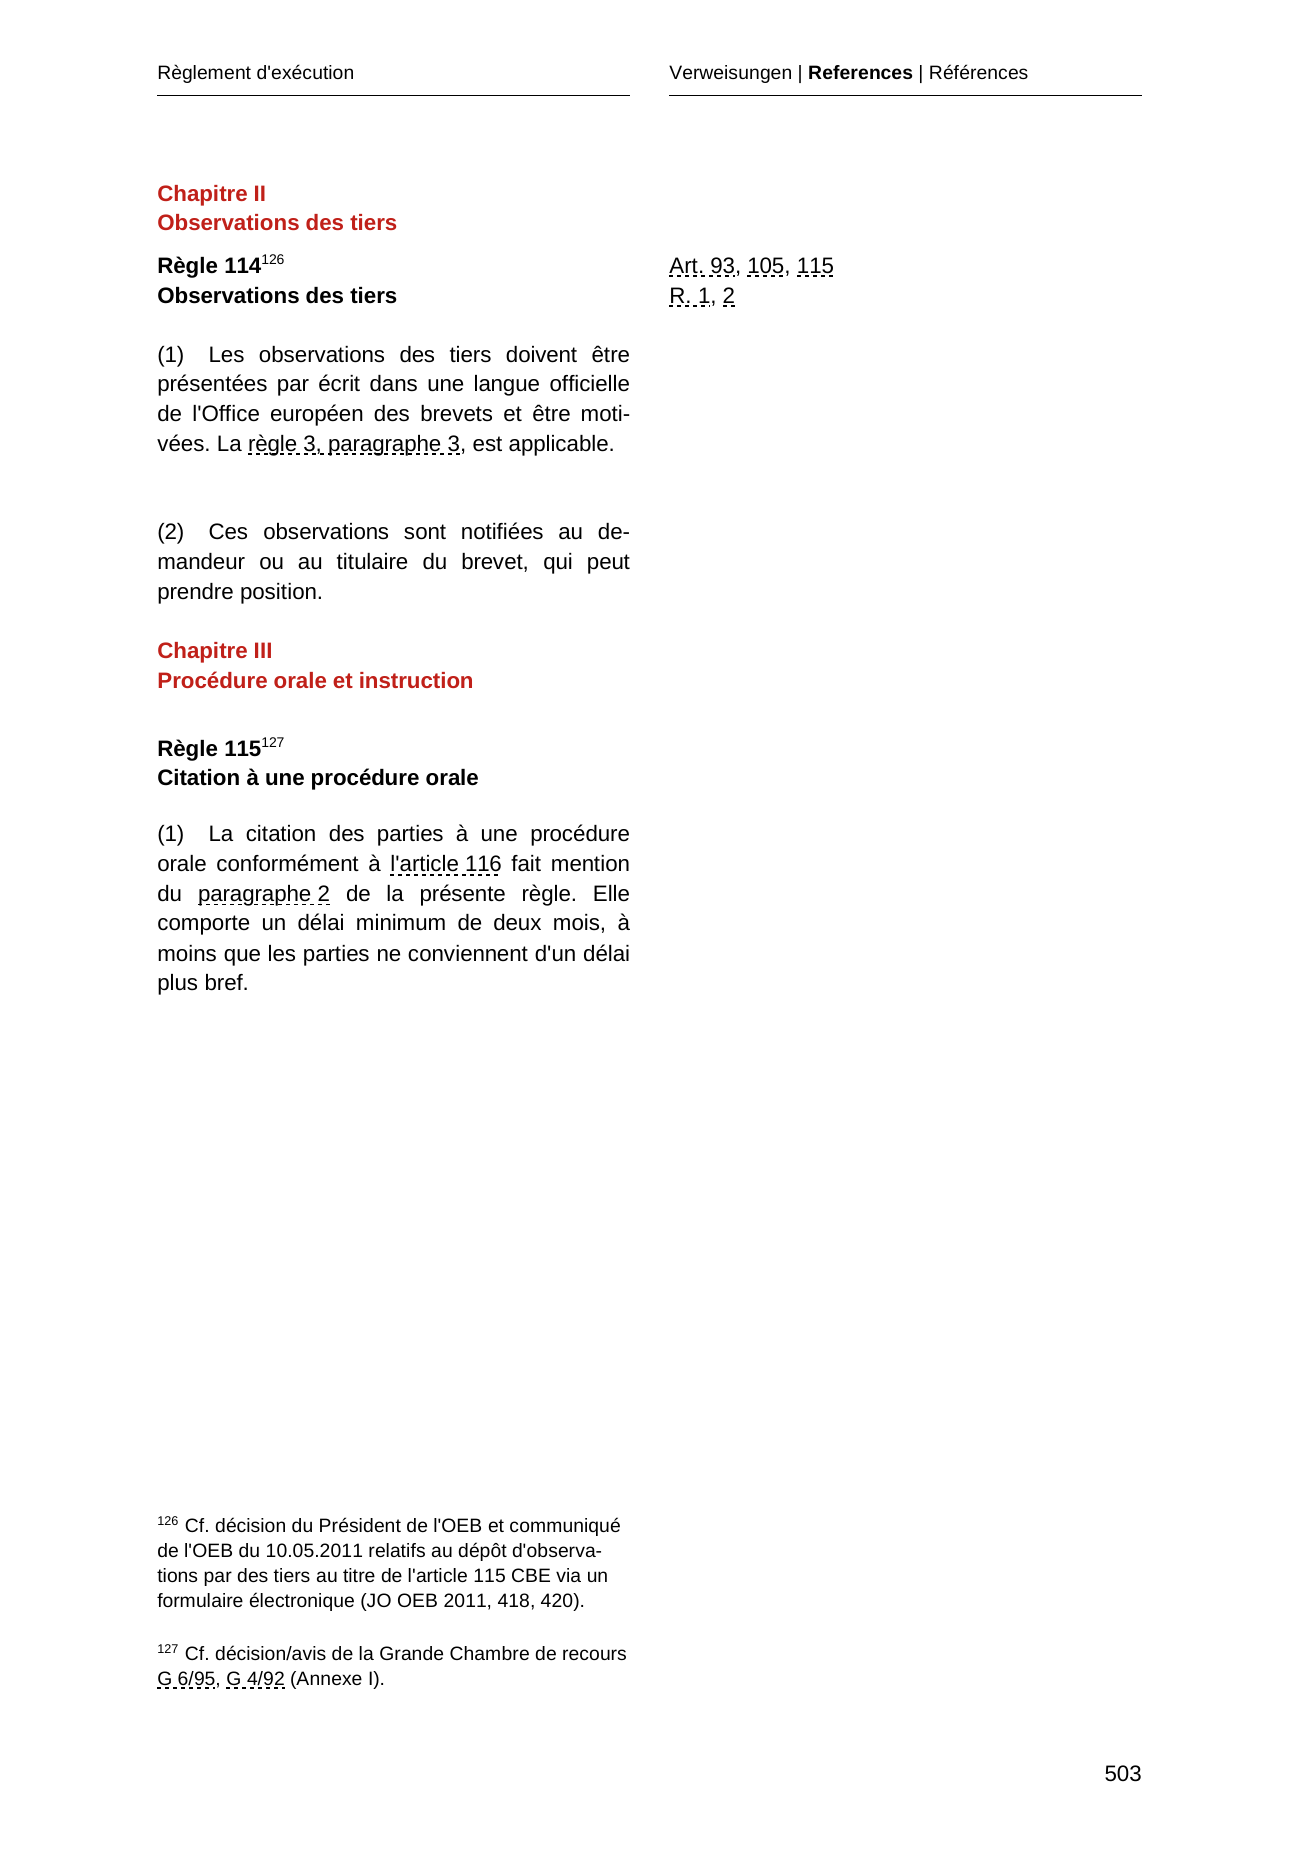 Règlement d'exécution
Verweisungen | References | Références
Chapitre II
Observations des tiers
Règle 114126
Observations des tiers
Art. 93, 105, 115
R. 1, 2
(1) Les observations des tiers doivent être
présentées par écrit dans une langue officielle
de l'Office européen des brevets et être moti-
vées. La règle 3, paragraphe 3, est applicable.
(2) Ces observations sont notifiées au de-
mandeur ou au titulaire du brevet, qui peut
prendre position.
Chapitre III
Procédure orale et instruction
Règle 115127
Citation à une procédure orale
(1) La citation des parties à une procédure
orale conformément à l'article 116 fait mention
du paragraphe 2 de la présente règle. Elle
comporte un délai minimum de deux mois, à
moins que les parties ne conviennent d'un délai
plus bref.
126 Cf. décision du Président de l'OEB et communiqué
de l'OEB du 10.05.2011 relatifs au dépôt d'observa-
tions par des tiers au titre de l'article 115 CBE via un
formulaire électronique (JO OEB 2011, 418, 420).
127 Cf. décision/avis de la Grande Chambre de recours
G 6/95, G 4/92 (Annexe I).
503